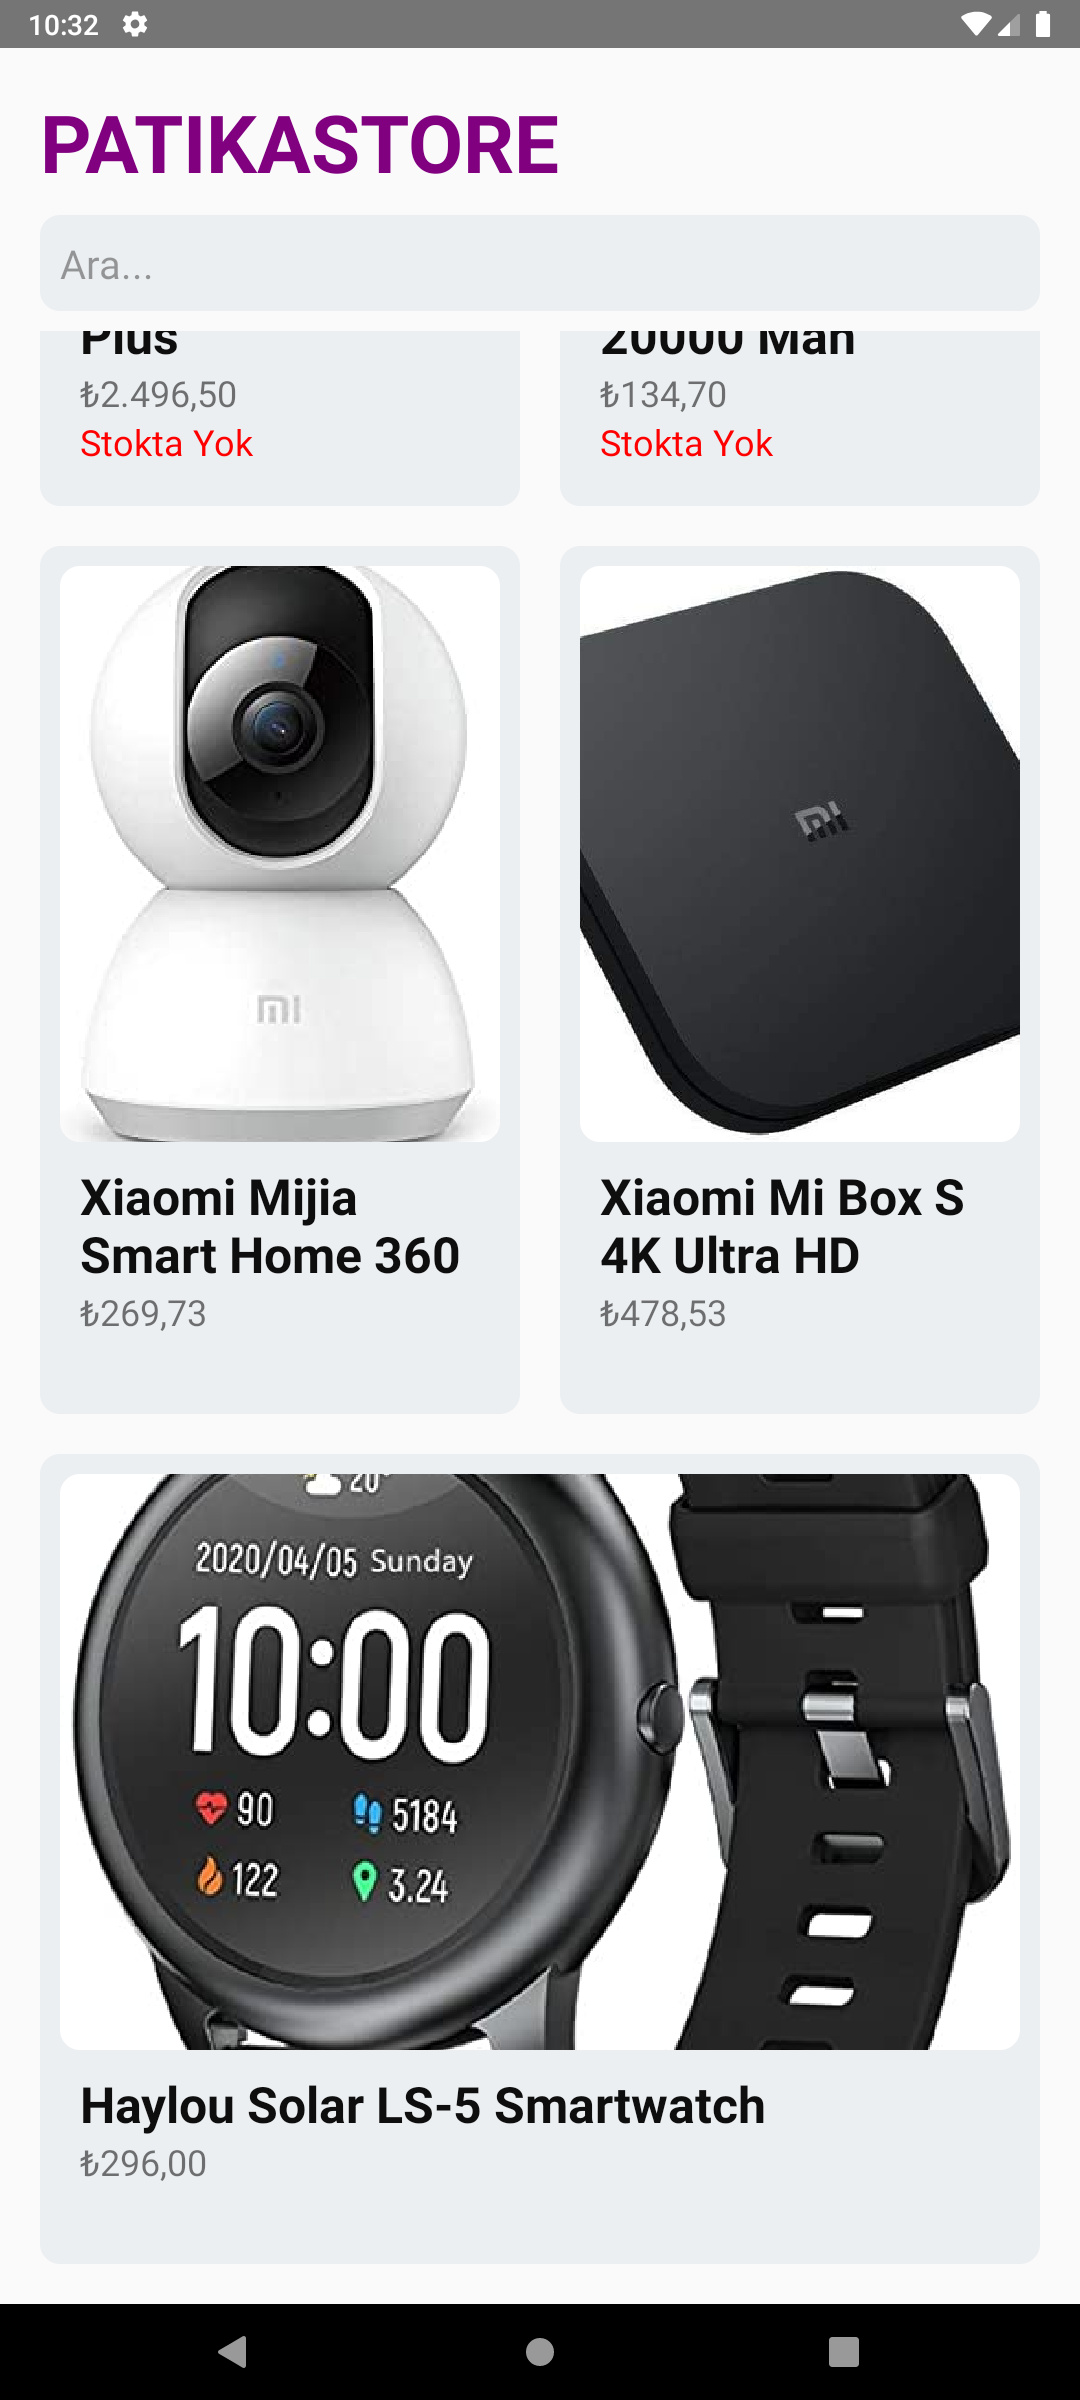 10:32
PATIKASTORE
Ara...
Plus
20000 Mah
₺2.496,50
₺134,70
Stokta Yok
Stokta Yok
mi
mi
Xiaomi Mijia
Smart Home 360
₺269,73
Xiaomi Mi Box S
4K Ultra HD
₺478,53
20°
2020/04/05 Sunday
10:00
90
5184
122
3.24
Haylou Solar LS-5 Smartwatch
₺296,00